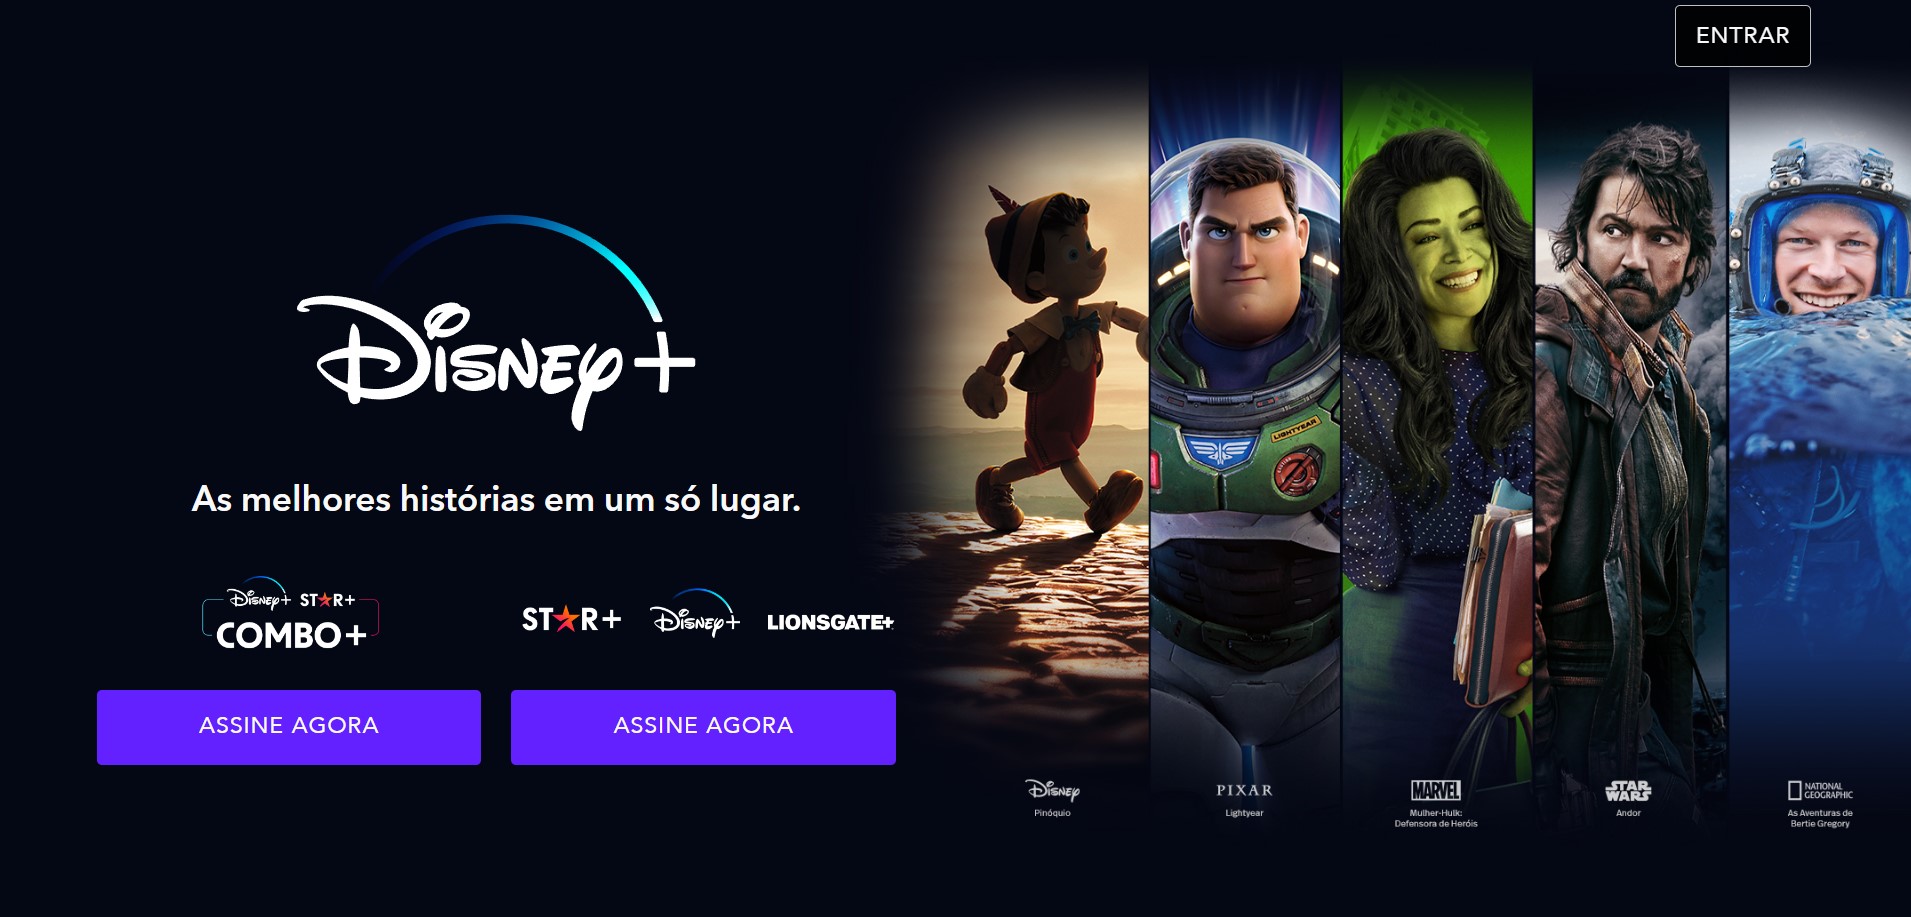 ENTRAR
Disney+
As melhores histórias em um só lugar.
Disney+ STAR+
COMBO+
STAR+ Disney+ LIONSGATE+
ASSINE AGORA
ASSINE AGORA
LIGHTYEAR
Disney
Pinóquio
PIXAR
Lightyear
MARVEL
Mulher-Hulk:
Defensora de Heróis
STAR
WARS
Andor
NATIONAL
GEOGRAPHIC
As Aventuras de
Bertie Gregory